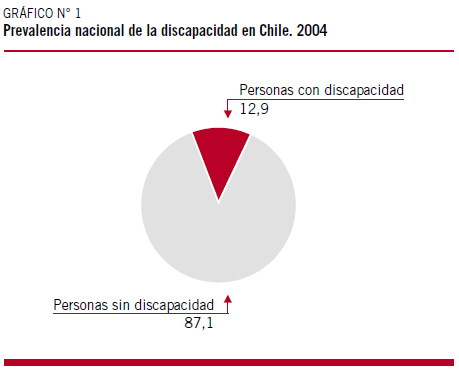 GRÁFICO N° 1
Prevalencia nacional de la discapacidad en Chile. 2004
Personas con discapacidad
12,9
Personas sin discapacidad
87,1